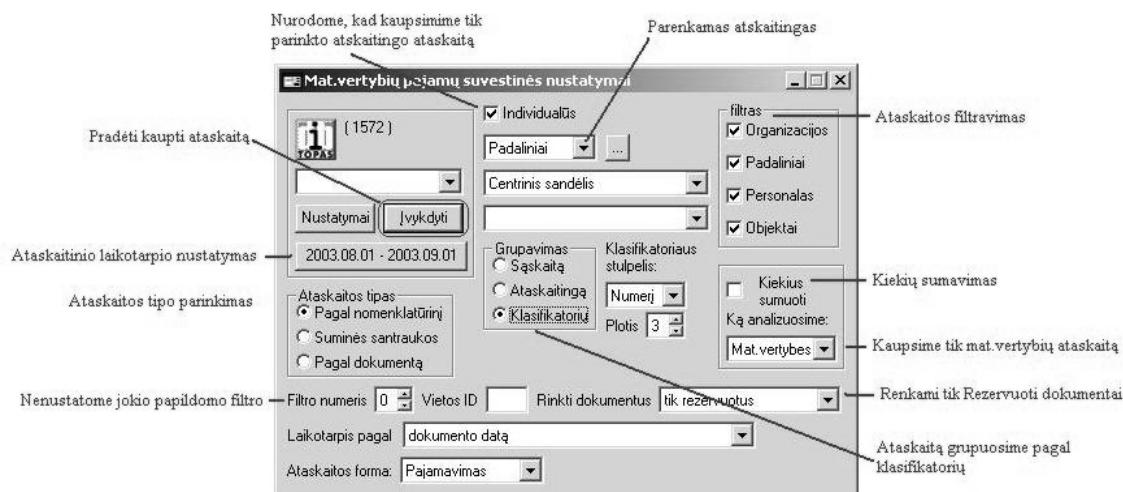 Nurodome, kad kaupsimime tik
parinkto atskaitingo ataskaitą
Parenkamas atskaitingas
Mat.vertybių pajamų suvestinės nustatymai
Pradėti kaupti ataskaitą
( 1572 )
TOPAS
Individualūs
Padaliniai
...
filtras
Organizacijos
Ataskaitos filtravimas
Padaliniai
Centrinis sandėlis
Personalas
Nustatymai
Įvykdyti
Objektai
Ataskaitinio laikotarpio nustatymas
2003.08.01 - 2003.09.01
Grupavimas
Sąskaitą
Ataskaitingą
Klasifikatorių
Klasifikatoriaus
stulpelis:
Numerį
Plotis 3
Kiekius
sumuoti
Kiekių sumavimas
Ką analizuosime:
Mat.vertybes
Kaupsime tik mat.vertybių ataskaitą
Ataskaitos tipo parinkimas
Ataskaitos tipas
Pagal nomenklatūrinį
Suminės santraukos
Pagal dokumentą
Nenustatome jokio papildomo filtro
Filtro numeris 0 Vietos ID
Rinkti dokumentus tik rezervuotus
Renkami tik Rezervuoti dokumentai
Laikotarpis pagal dokumento datą
Ataskaitą grupuosime pagal
klasifikatorių
Ataskaitos forma: Pajamavimas